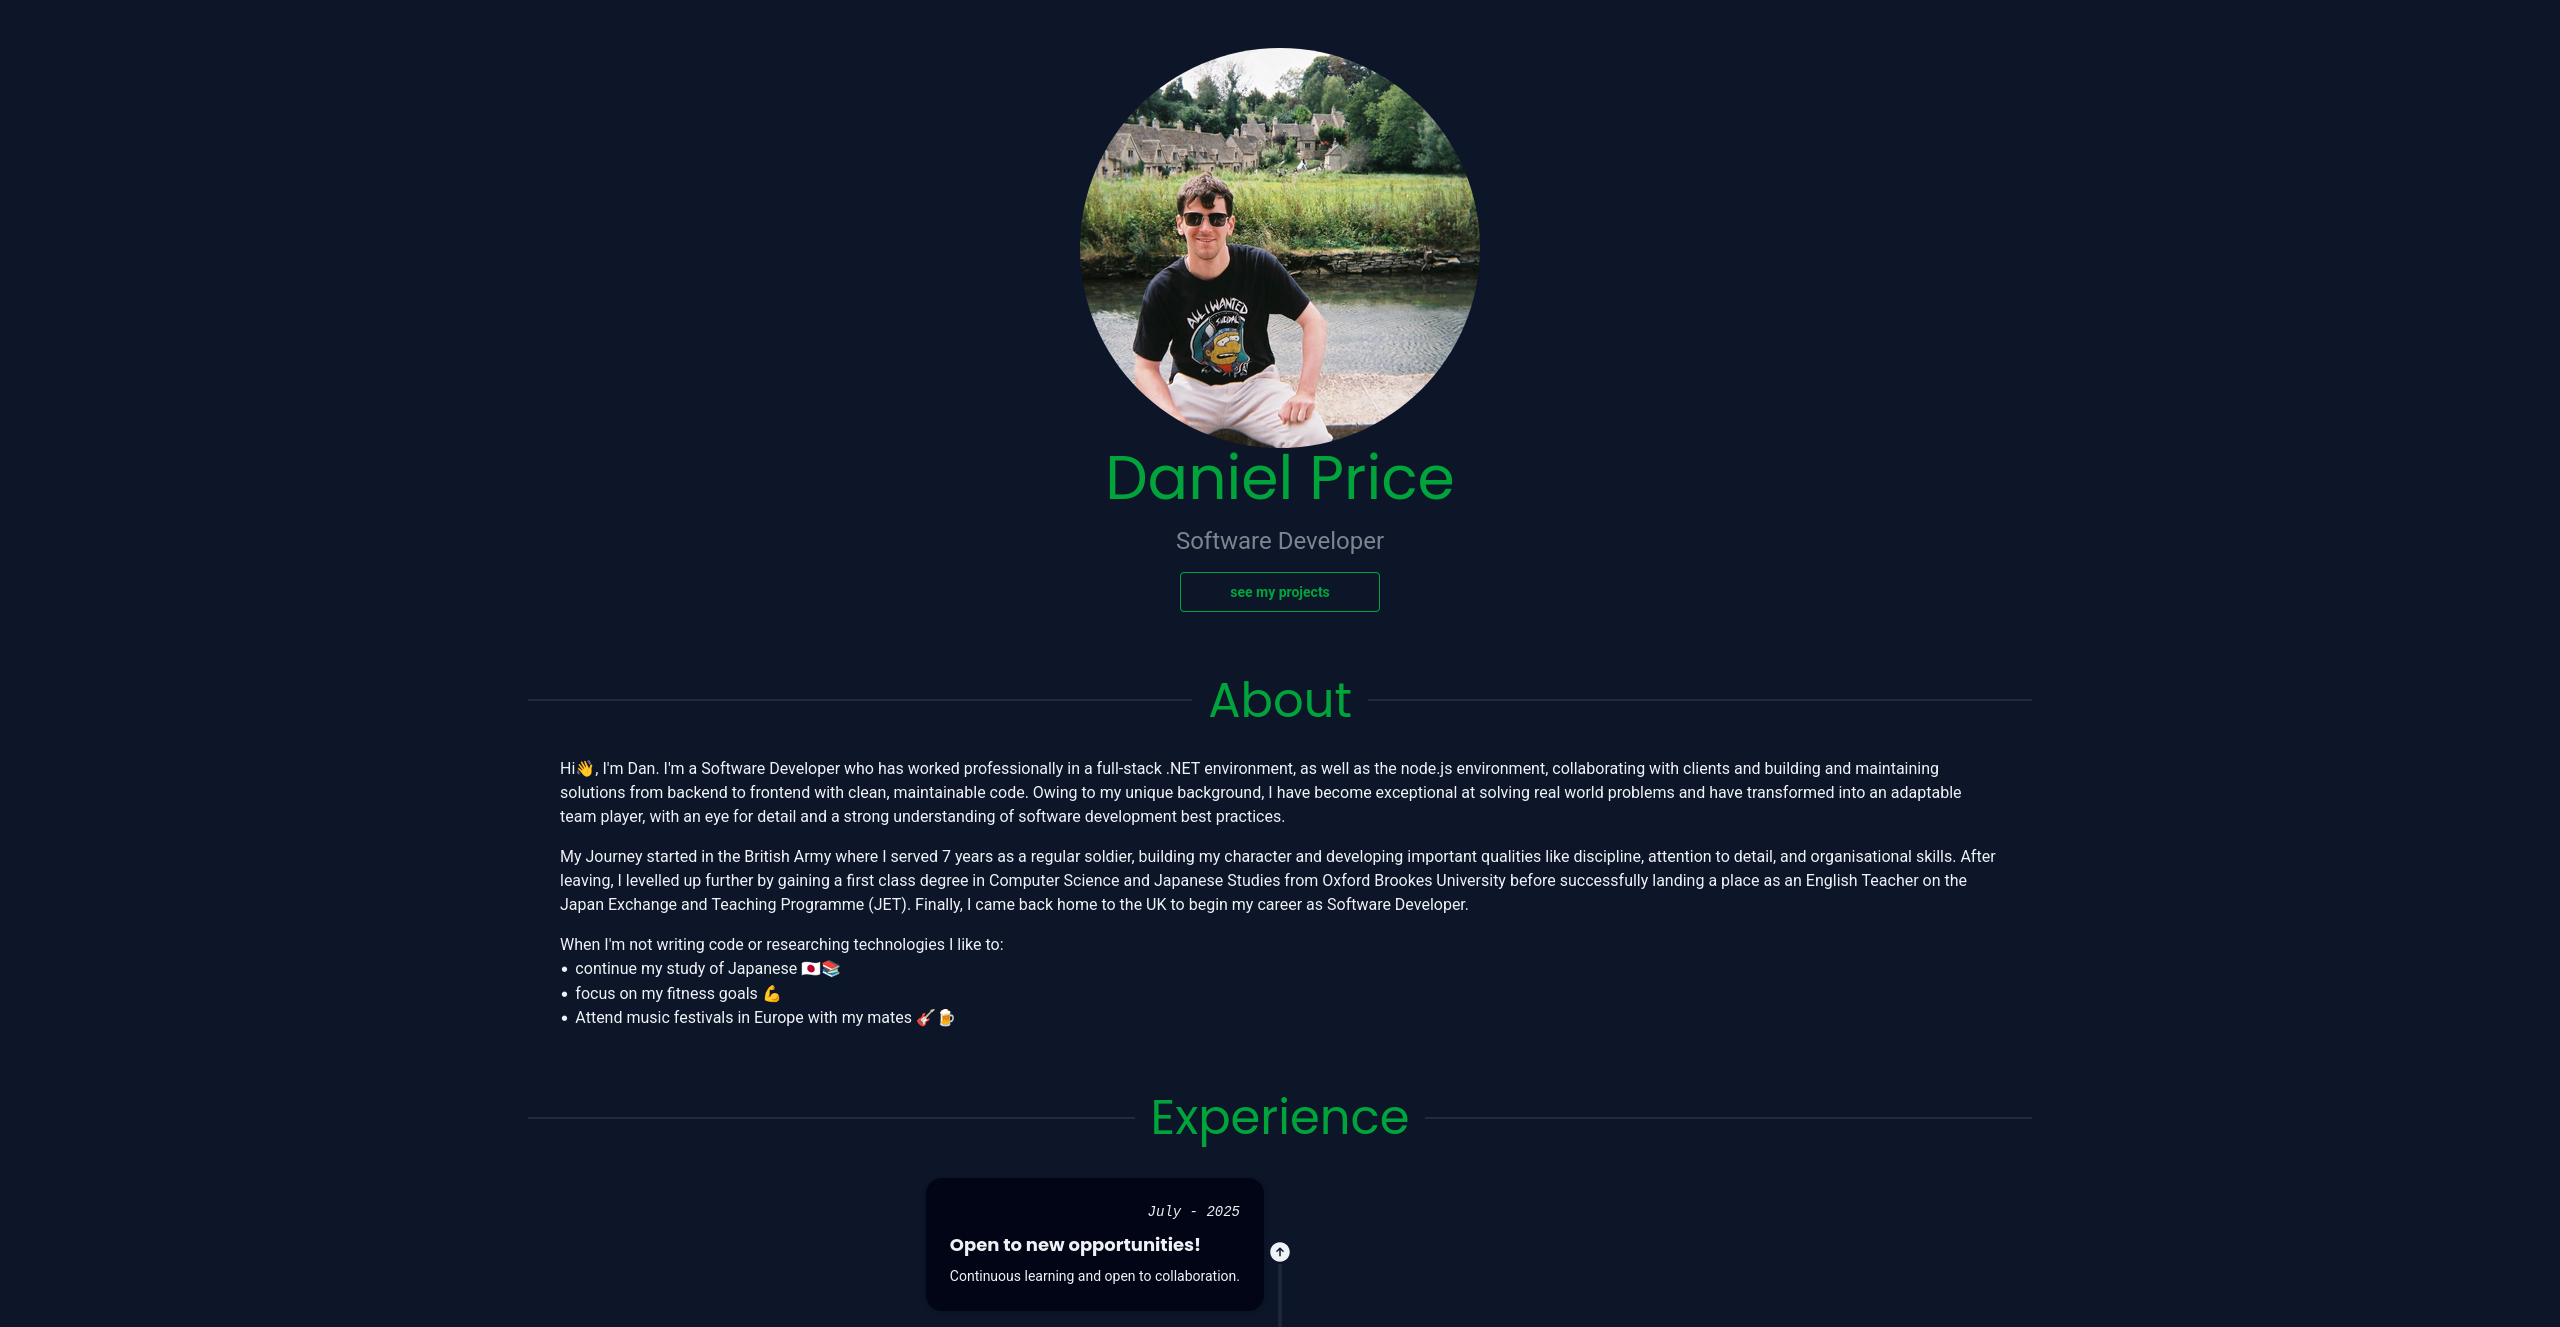 ALL I WANTED
Daniel Price
Software Developer
see my projects
About
Hi👋, I'm Dan. I'm a Software Developer who has worked professionally in a full-stack .NET environment, as well as the node.js environment, collaborating with clients and building and maintaining
solutions from backend to frontend with clean, maintainable code. Owing to my unique background, I have become exceptional at solving real world problems and have transformed into an adaptable
team player, with an eye for detail and a strong understanding of software development best practices.
My Journey started in the British Army where I served 7 years as a regular soldier, building my character and developing important qualities like discipline, attention to detail, and organisational skills. After
leaving, I levelled up further by gaining a first class degree in Computer Science and Japanese Studies from Oxford Brookes University before successfully landing a place as an English Teacher on the
Japan Exchange and Teaching Programme (JET). Finally, I came back home to the UK to begin my career as Software Developer.
When I'm not writing code or researching technologies I like to:
• continue my study of Japanese 🇯🇵📚
• focus on my fitness goals 💪
• Attend music festivals in Europe with my mates 🎸🍺
Experience
July - 2025
Open to new opportunities!
Continuous learning and open to collaboration.